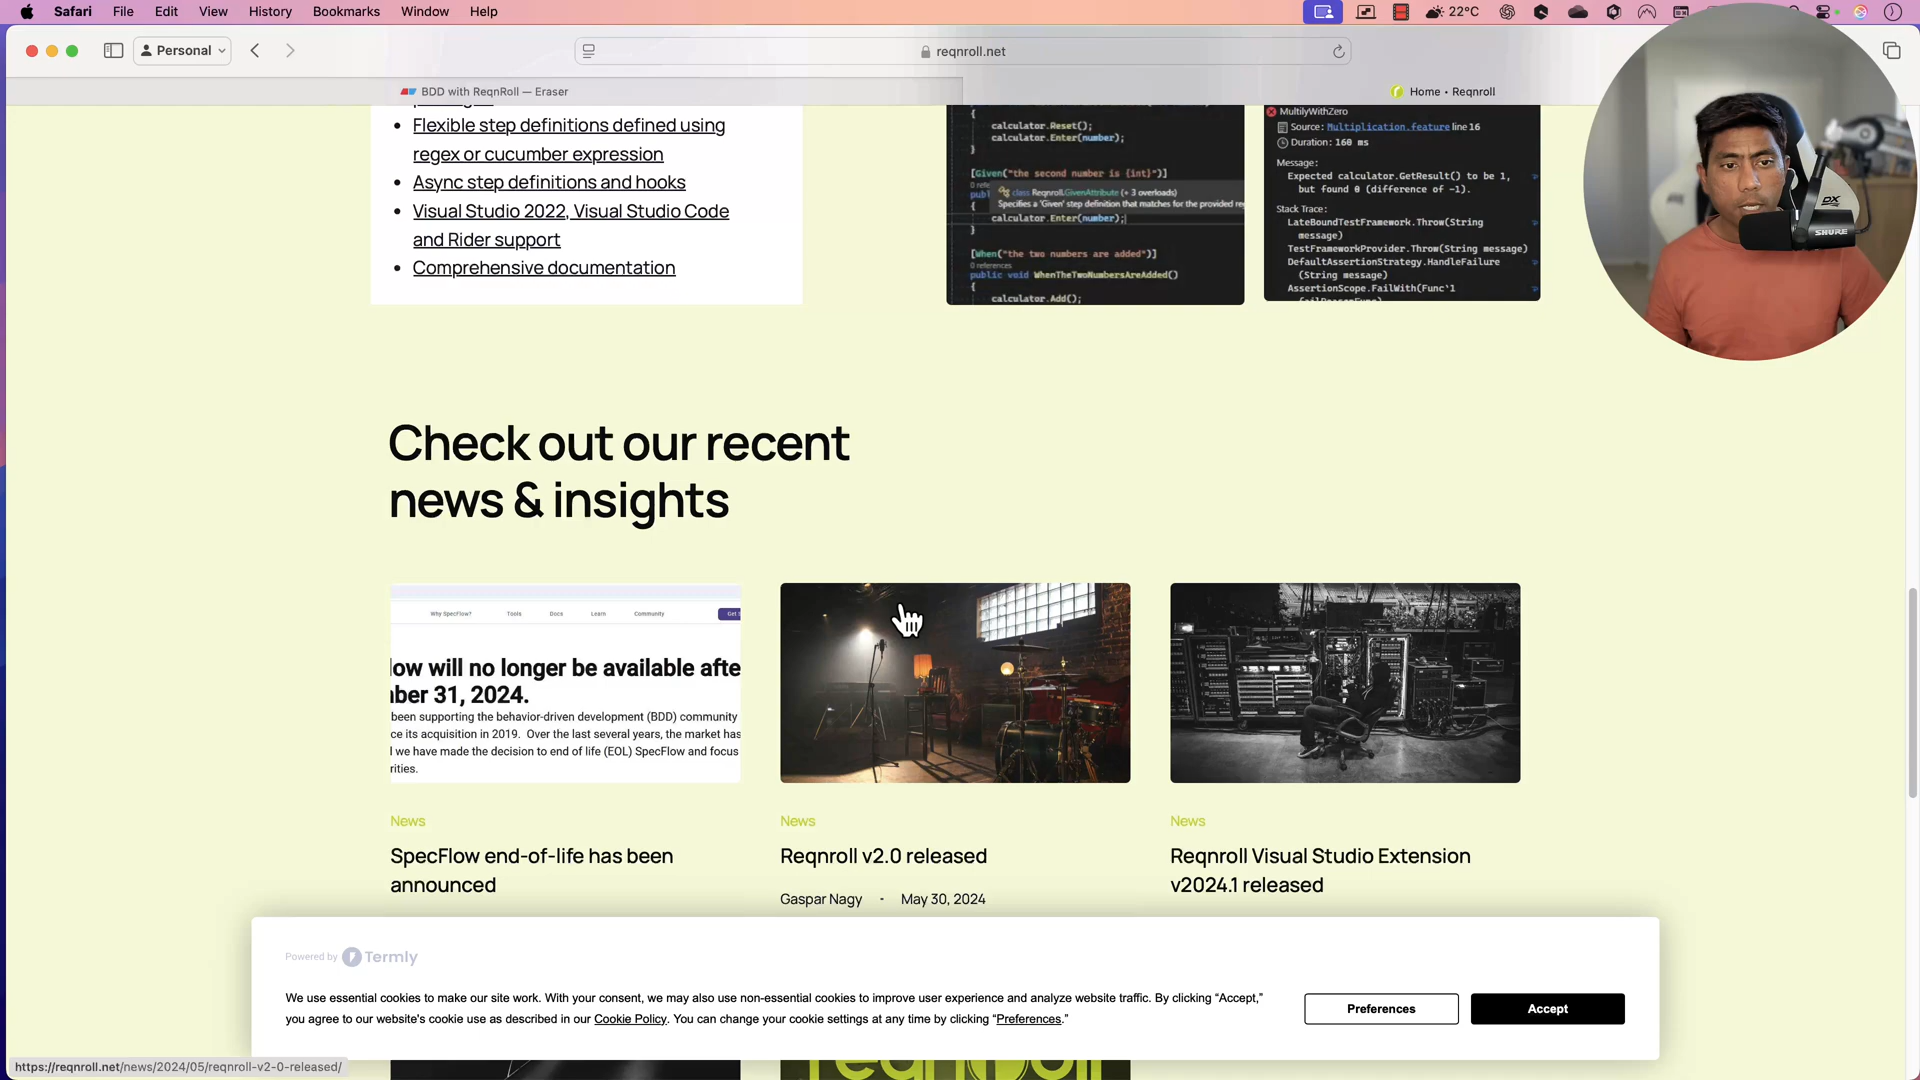 Safari File Edit View History Bookmarks Window Help
22°C
Personal
reqnroll.net
BDD with ReqnRoll — Eraser
Home • Reqnroll
Flexible step definitions defined using
regex or cucumber expression
Async step definitions and hooks
Visual Studio 2022, Visual Studio Code
and Rider support
Comprehensive documentation
{
calculator.Reset();
calculator.Enter(number);
}
[Given("the second number is {int}")]
class Reqnroll.GivenAttribute (+ 3 overloads)
Specifies a 'Given' step definition that matches for the provided
{
calculator.Enter(number);
}
[When("the two numbers are added")]
0 references
public void WhenTheTwoNumbersAreAdded()
{
calculator.Add();
MultilyWithZero
Source: Multiplication.feature line 16
Duration: 160 ms
Message:
Expected calculator.GetResult() to be 1,
but found 0 (difference of -1).
Stack Trace:
LateBoundTestFramework.Throw(String
message)
TestFrameworkProvider.Throw(String message)
DefaultAssertionStrategy.HandleFailure
(String message)
AssertionScope.FailWith(Func`1
DX
SHURE
Check out our recent
news & insights
Why SpecFlow? Tools Docs Learn Community Get
low will no longer be available afte
ber 31, 2024.
been supporting the behavior-driven development (BDD) community
ce its acquisition in 2019. Over the last several years, the market has
we have made the decision to end of life (EOL) SpecFlow and focus
rities.
News
SpecFlow end-of-life has been
announced
News
Reqnroll v2.0 released
Gaspar Nagy - May 30, 2024
News
Reqnroll Visual Studio Extension
v2024.1 released
Powered by Termly
We use essential cookies to make our site work. With your consent, we may also use non-essential cookies to improve user experience and analyze website traffic. By clicking “Accept,”
you agree to our website's cookie use as described in our Cookie Policy. You can change your cookie settings at any time by clicking “Preferences.”
Preferences
Accept
https://reqnroll.net/news/2024/05/reqnroll-v2-0-released/
reqnroll